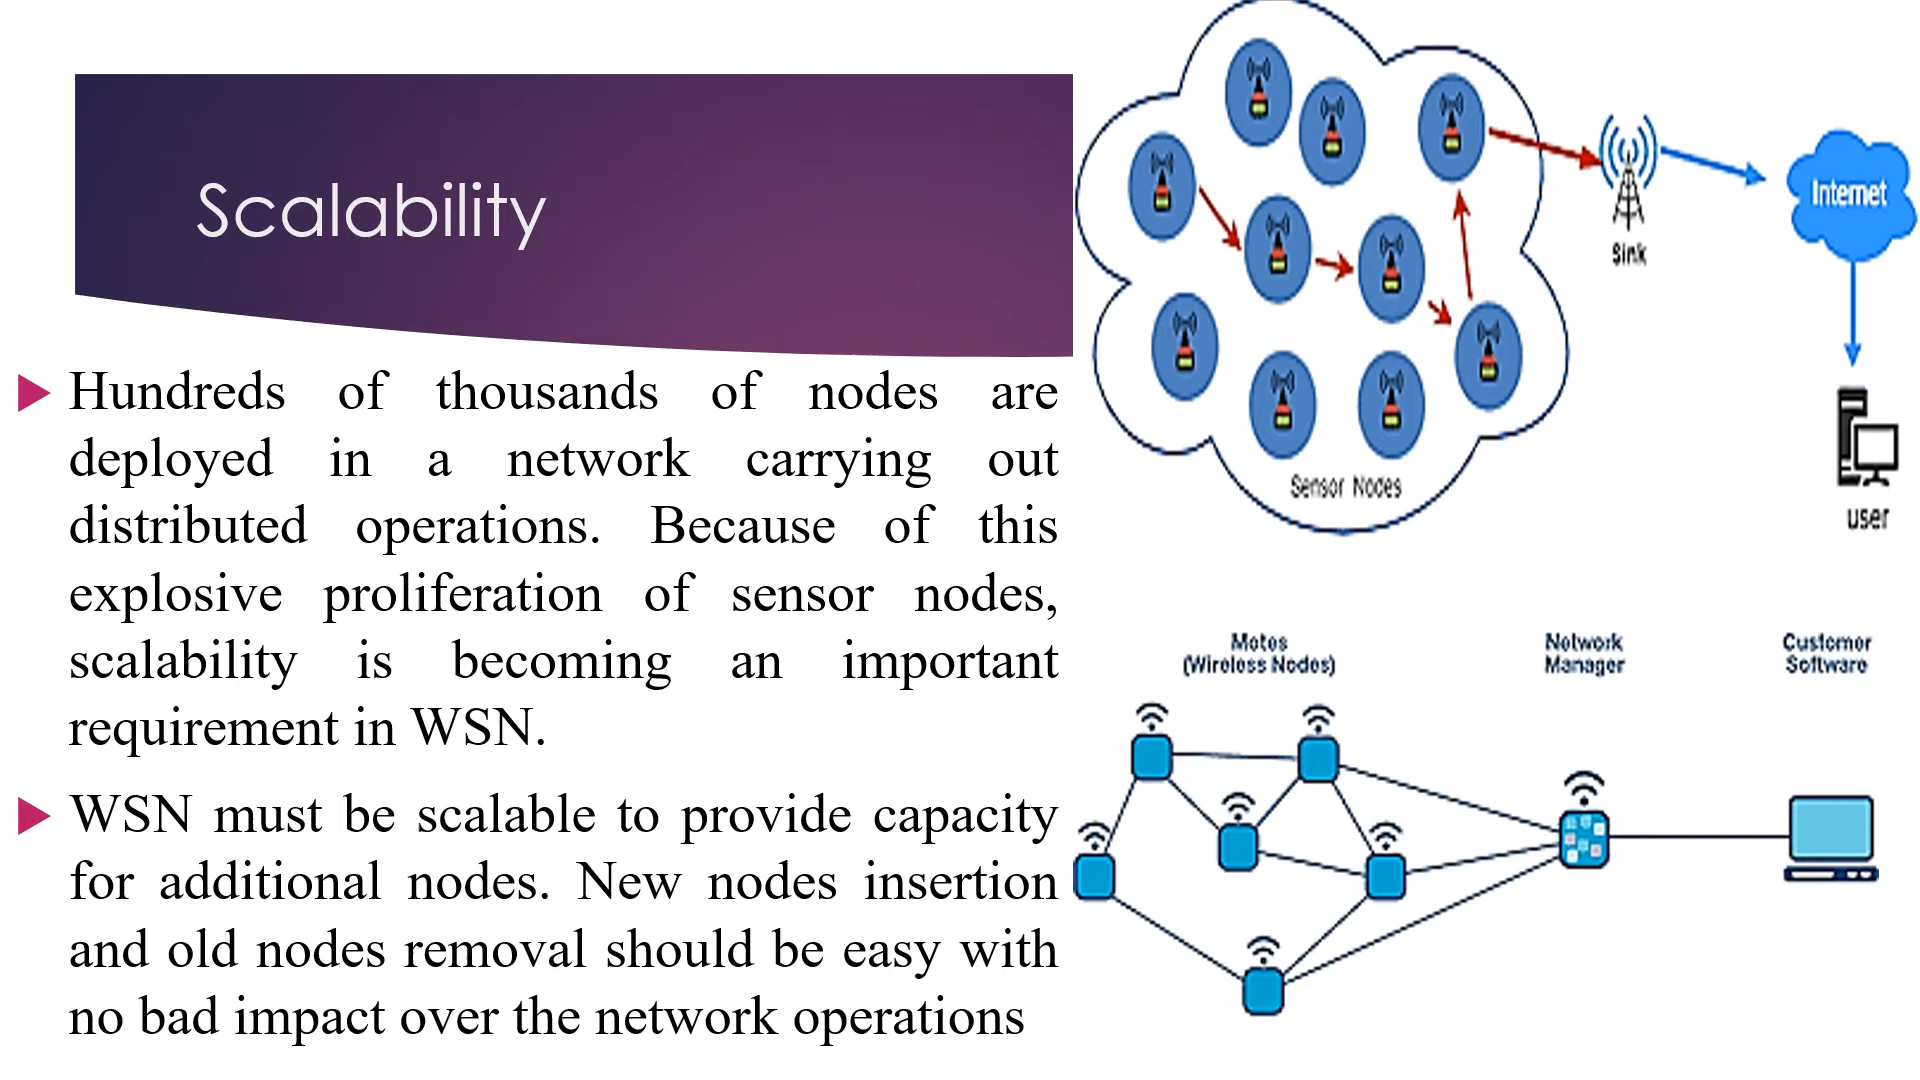 Scalability
Hundreds of thousands of nodes are
deployed in a network carrying out
distributed operations. Because of this
explosive proliferation of sensor nodes,
scalability is becoming an important
requirement in WSN.
WSN must be scalable to provide capacity
for additional nodes. New nodes insertion
and old nodes removal should be easy with
no bad impact over the network operations
Internet
Sink
Sensor Nodes
user
Motes
(Wireless Nodes)
Network
Manager
Customer
Software